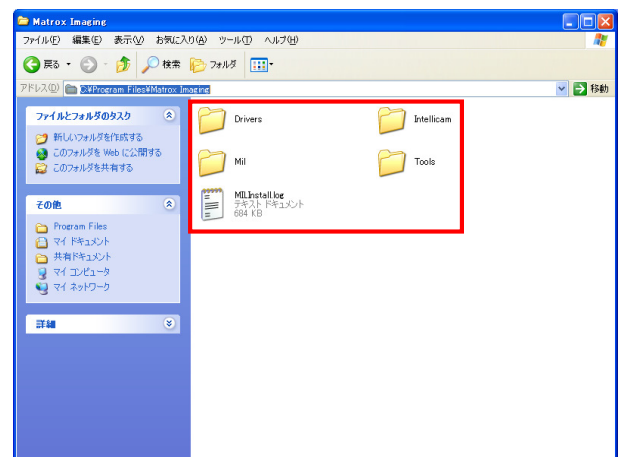 Matrox Imaging
ファイル(F) 編集(E) 表示(V) お気に入り(A) ツール(T) ヘルプ(H)
戻る 検索 フォルダ
アドレス(D) C:¥Program Files¥Matrox Imaging 移動
ファイルとフォルダのタスク
新しいフォルダを作成する
このフォルダを Web に公開する
このフォルダを共有する
その他
Program Files
マイ ドキュメント
共有ドキュメント
マイ コンピュータ
マイ ネットワーク
詳細
Drivers
Intellicam
Mil
Tools
MILInstall.log
テキスト ドキュメント
684 KB